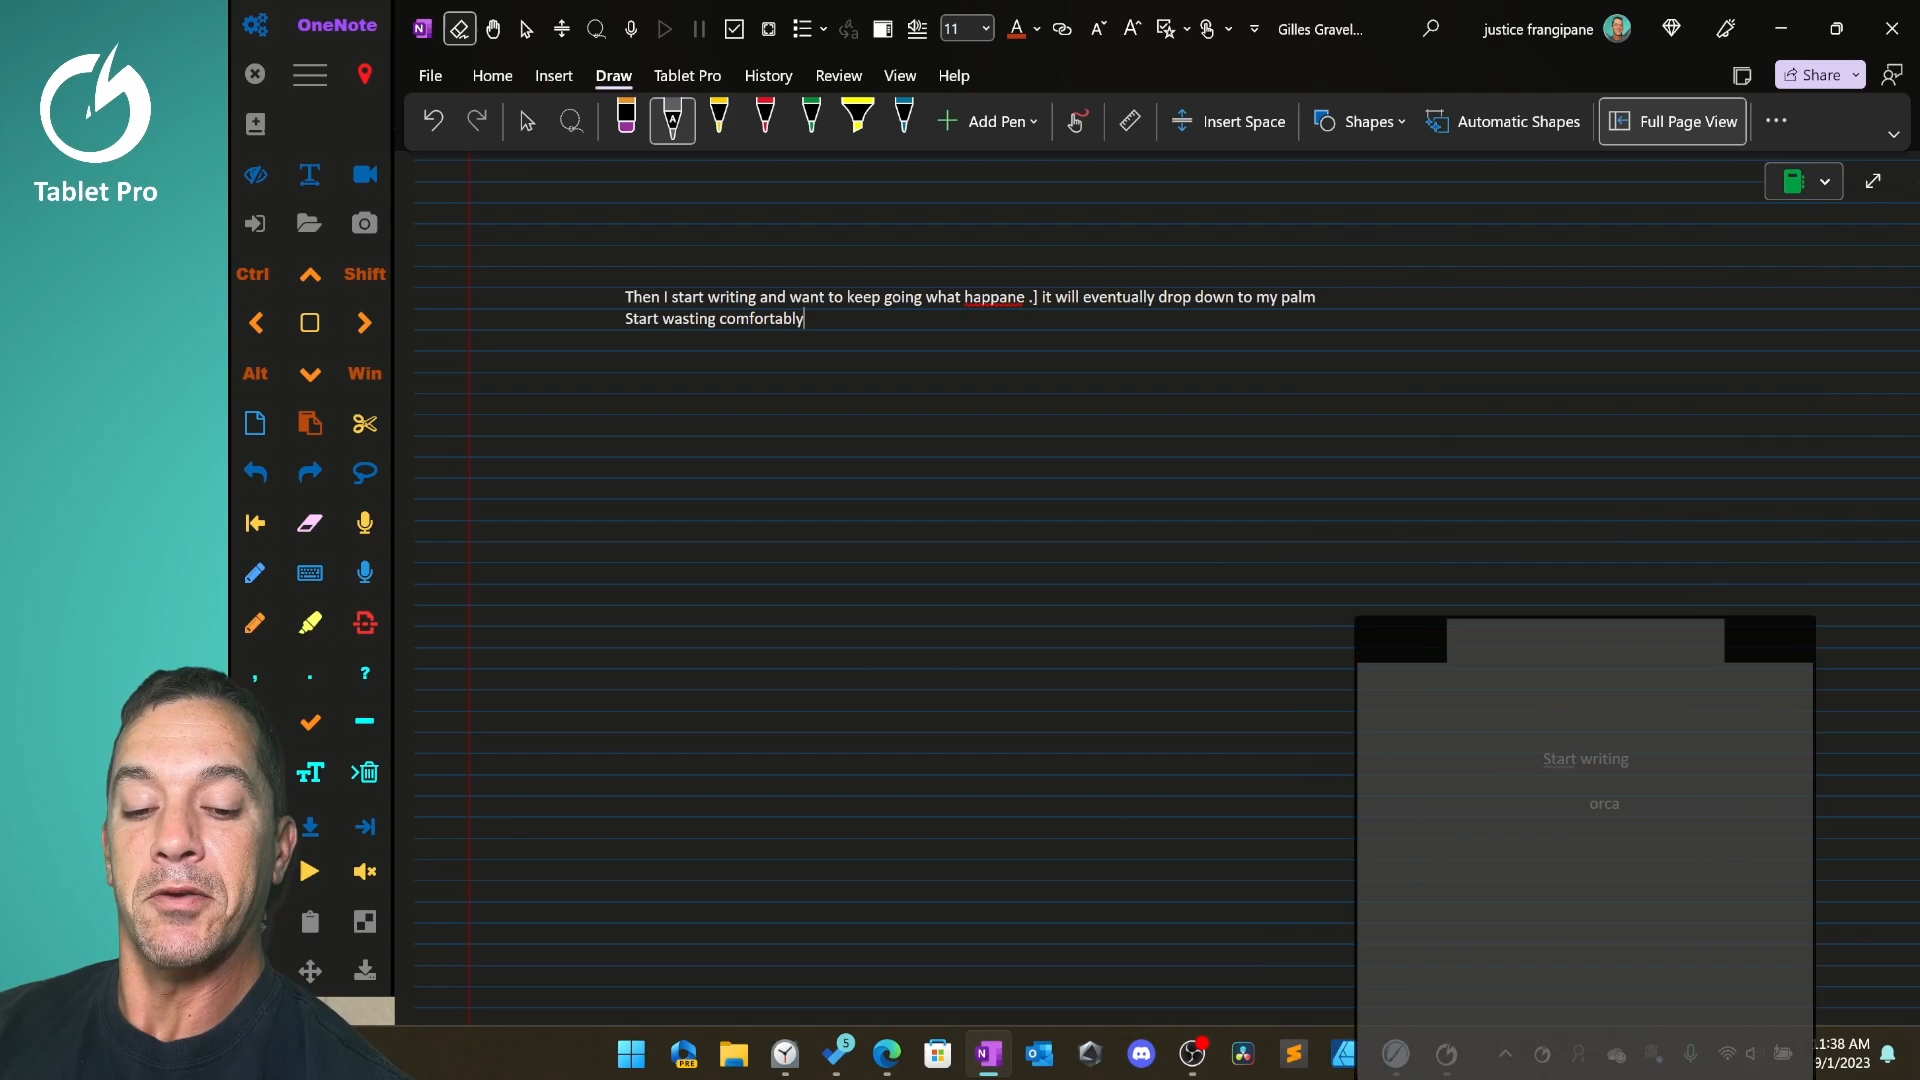 Tablet Pro
OneNote
11
Gilles Gravel...
justice frangipane
File
Home
Insert
Draw
Tablet Pro
History
Review
View
Help
Share
Add Pen
Insert Space
Shapes
Automatic Shapes
Full Page View
Ctrl
Shift
Alt
Win
, . ?
Then I start writing and want to keep going what happane .] it will eventually drop down to my palm
Start wasting comfortably
Start writing
orca
5
PRE
1:38 AM
9/1/2023